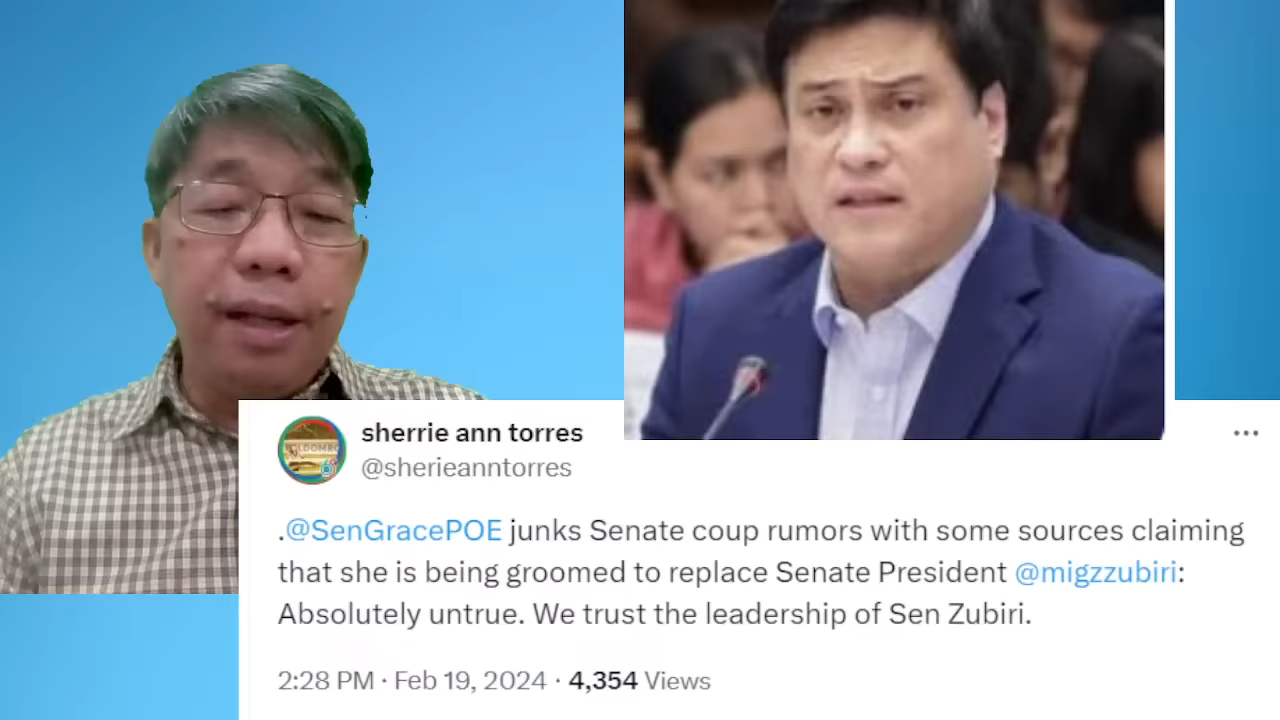 sherrie ann torres
@sherieanntorres
.@SenGracePOE junks Senate coup rumors with some sources claiming
that she is being groomed to replace Senate President @migzzubiri:
Absolutely untrue. We trust the leadership of Sen Zubiri.
2:28 PM · Feb 19, 2024 · 4,354 Views